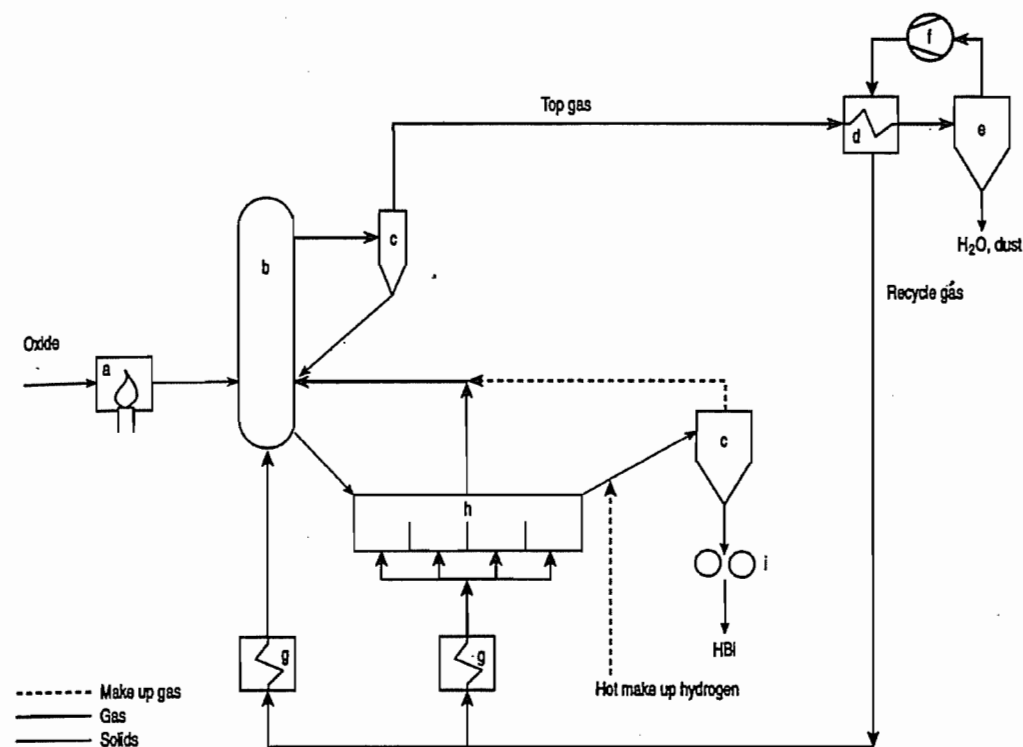 f
Top gas
d
e
c
b
H₂O, dust
Recycle gas
Oxide
a
c
h
i
g
g
HBI
Hot make up hydrogen
Make up gas
Gas
Solids